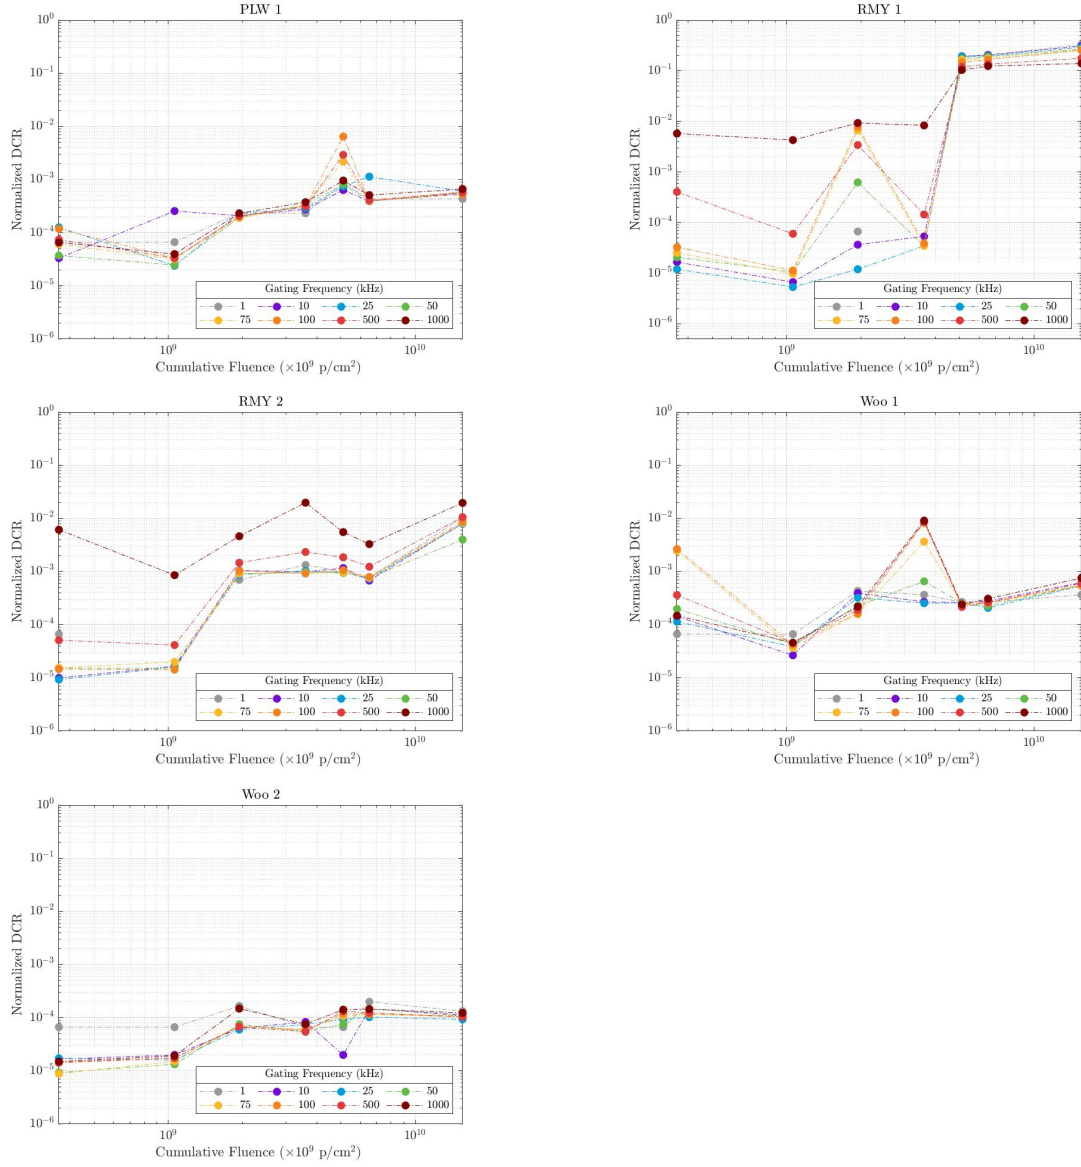 PLW 1
10^0
10^-1
10^-2
10^-3
10^-4
10^-5
10^-6
Normalized DCR
Gating Frequency (kHz)
1 10 25 50
75 100 500 1000
10^9 10^10
Cumulative Fluence (×10^9 p/cm^2)
RMY 1
10^0
10^-1
10^-2
10^-3
10^-4
10^-5
10^-6
Normalized DCR
Gating Frequency (kHz)
1 10 25 50
75 100 500 1000
10^9 10^10
Cumulative Fluence (×10^9 p/cm^2)
RMY 2
10^0
10^-1
10^-2
10^-3
10^-4
10^-5
10^-6
Normalized DCR
Gating Frequency (kHz)
1 10 25 50
75 100 500 1000
10^9 10^10
Cumulative Fluence (×10^9 p/cm^2)
Woo 1
10^0
10^-1
10^-2
10^-3
10^-4
10^-5
10^-6
Normalized DCR
Gating Frequency (kHz)
1 10 25 50
75 100 500 1000
10^9 10^10
Cumulative Fluence (×10^9 p/cm^2)
Woo 2
10^0
10^-1
10^-2
10^-3
10^-4
10^-5
10^-6
Normalized DCR
Gating Frequency (kHz)
1 10 25 50
75 100 500 1000
10^9 10^10
Cumulative Fluence (×10^9 p/cm^2)